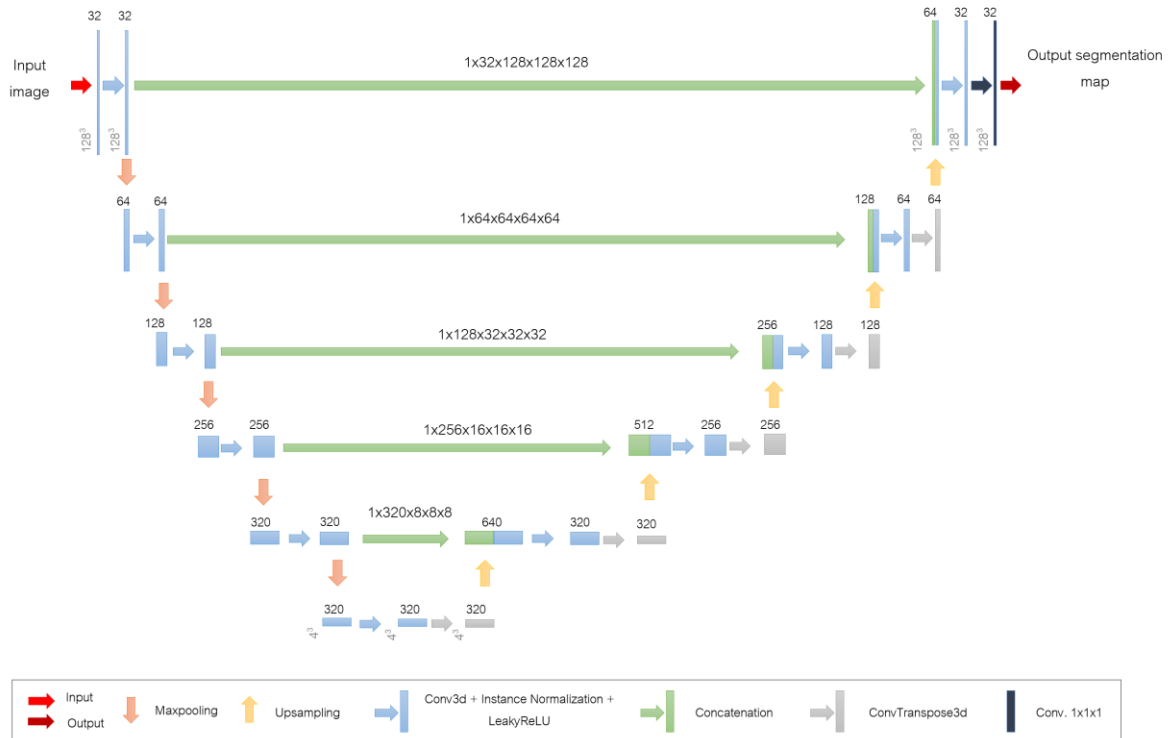 32 32
64 32 32
Input
image
1x32x128x128x128
Output segmentation
map
128³ 128³
128³ 128³ 128³
64 64
1x64x64x64x64
128 64 64
128 128
1x128x32x32x32
256 128 128
256 256
1x256x16x16x16
512 256 256
320 320
1x320x8x8x8
640 320 320
320 320 320
4³ 4³ 4³
Input
Output
Maxpooling
Upsampling
Conv3d + Instance Normalization +
LeakyReLU
Concatenation
ConvTranspose3d
Conv. 1x1x1